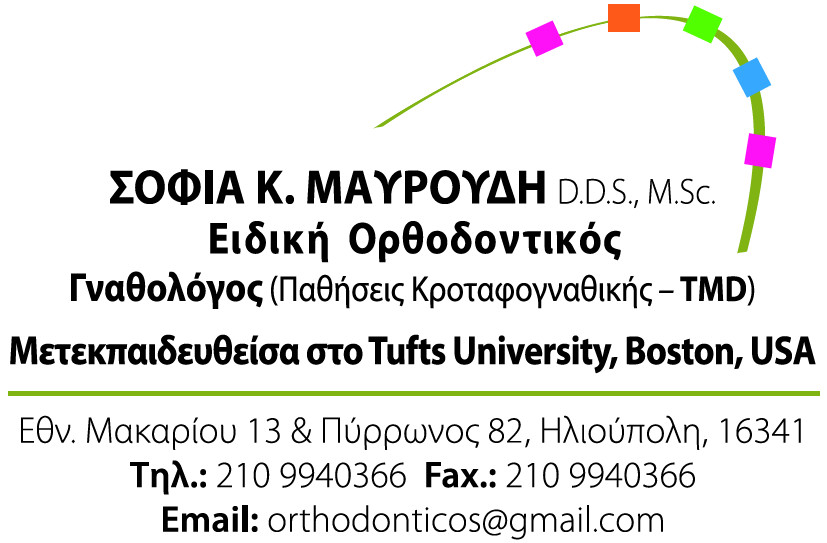 ΣΟΦΙΑ Κ. ΜΑΥΡΟΥΔΗ D.D.S., M.Sc.
Ειδική Ορθοδοντικός
Γναθολόγος (Παθήσεις Κροταφογναθικής – TMD)
Μετεκπαιδευθείσα στο Tufts University, Boston, USA
Εθν. Μακαρίου 13 & Πύρρωνος 82, Ηλιούπολη, 16341
Τηλ.: 210 9940366 Fax.: 210 9940366
Email: orthodonticos@gmail.com